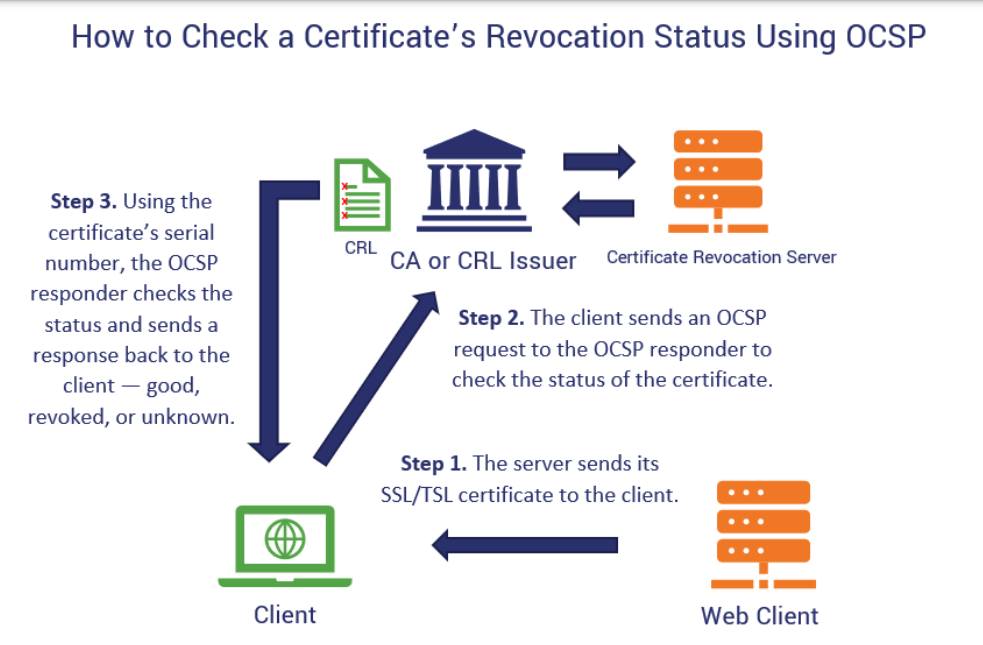 How to Check a Certificate's Revocation Status Using OCSP
Step 3. Using the
certificate's serial
number, the OCSP
responder checks the
status and sends a
response back to the
client — good,
revoked, or unknown.
CRL
CA or CRL Issuer
Certificate Revocation Server
Step 2. The client sends an OCSP
request to the OCSP responder to
check the status of the certificate.
Step 1. The server sends its
SSL/TSL certificate to the client.
Client
Web Client